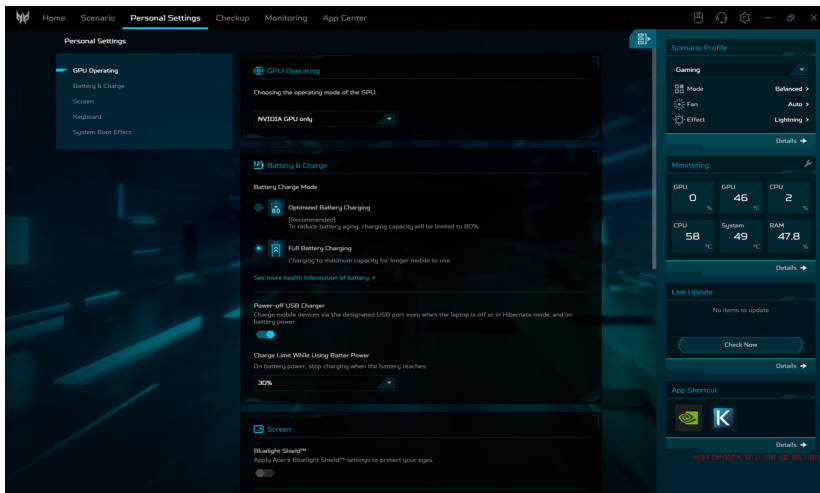 Home Scenario Personal Settings Checkup Monitoring App Center
Personal Settings
GPU Operating
Battery & Charge
Screen
Keyboard
System Boot Effect
GPU Operating
Choosing the operating mode of the GPU.
NVIDIA GPU only
Battery & Charge
Battery Charge Mode
80
Optimized Battery Charging
[Recommended]
To reduce battery aging, charging capacity will be limited to 80%.
Full Battery Charging
Charging to maximum capacity for longer mobile to use.
See more health information of battery
Power-off USB Charger
Charge mobile devices via the designated USB port even when the laptop is off or in Hibernate mode, and on
battery power.
Charge Limit While Using Batter Power
On battery power, stop charging when the battery reaches:
30%
Screen
Bluelight Shield™
Apply Acer's Bluelight Shield™ settings to protect your eyes.
Scenario Profile
Gaming
Mode Balanced >
Fan Auto >
Effect Lightning >
Details →
Monitoring
GPU GPU CPU
0 % 46 °C 2 %
CPU System RAM
58 °C 49 °C 47.8 %
Details →
Live Update
No items to update
Check Now
Details →
App Shortcut
K
Details →